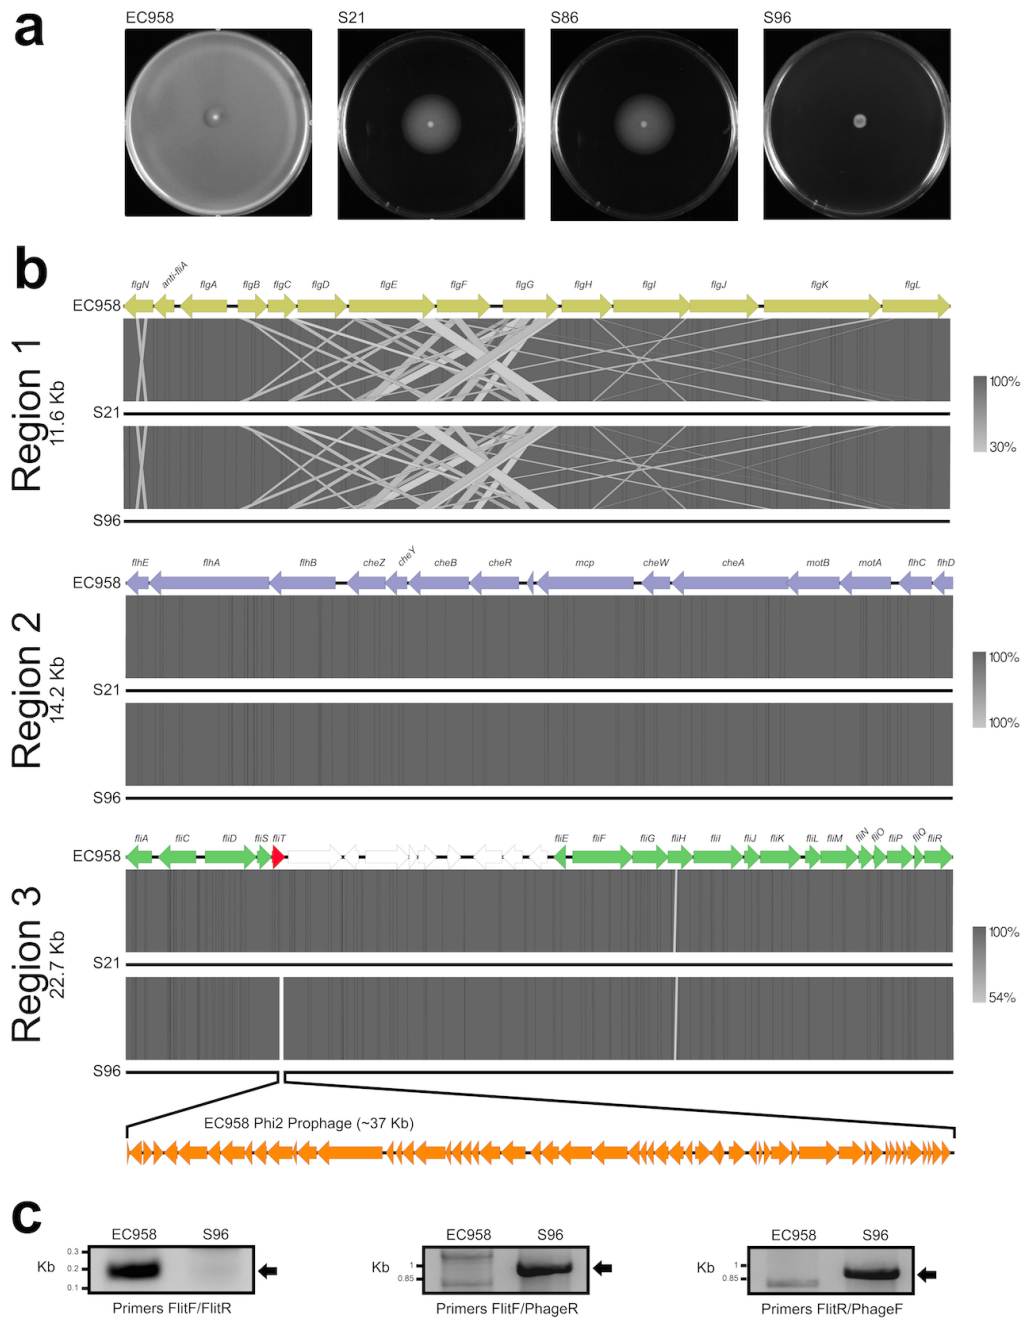 a
EC958 S21 S86 S96
b
Region 1
11.6 Kb
flgN anti-fliA flgA flgB flgC flgD flgE flgF flgG flgH flgI flgJ flgK flgL
EC958
100%
30%
S21
S96
Region 2
14.2 Kb
flhE flhA flhB cheZ cheY cheB cheR mcp cheW cheA motB motA flhC flhD
EC958
100%
100%
S21
S96
Region 3
22.7 Kb
fliA fliC fliD fliS fliT fliE fliF fliG fliH fliI fliJ fliK fliL fliM fliN fliO fliP fliQ fliR
EC958
100%
54%
S21
S96
EC958 Phi2 Prophage (~37 Kb)
c
EC958 S96
Kb
0.3
0.2
0.1
Primers FlitF/FlitR
EC958 S96
Kb
1
0.85
Primers FlitF/PhageR
EC958 S96
Kb
1
0.85
Primers FlitR/PhageF